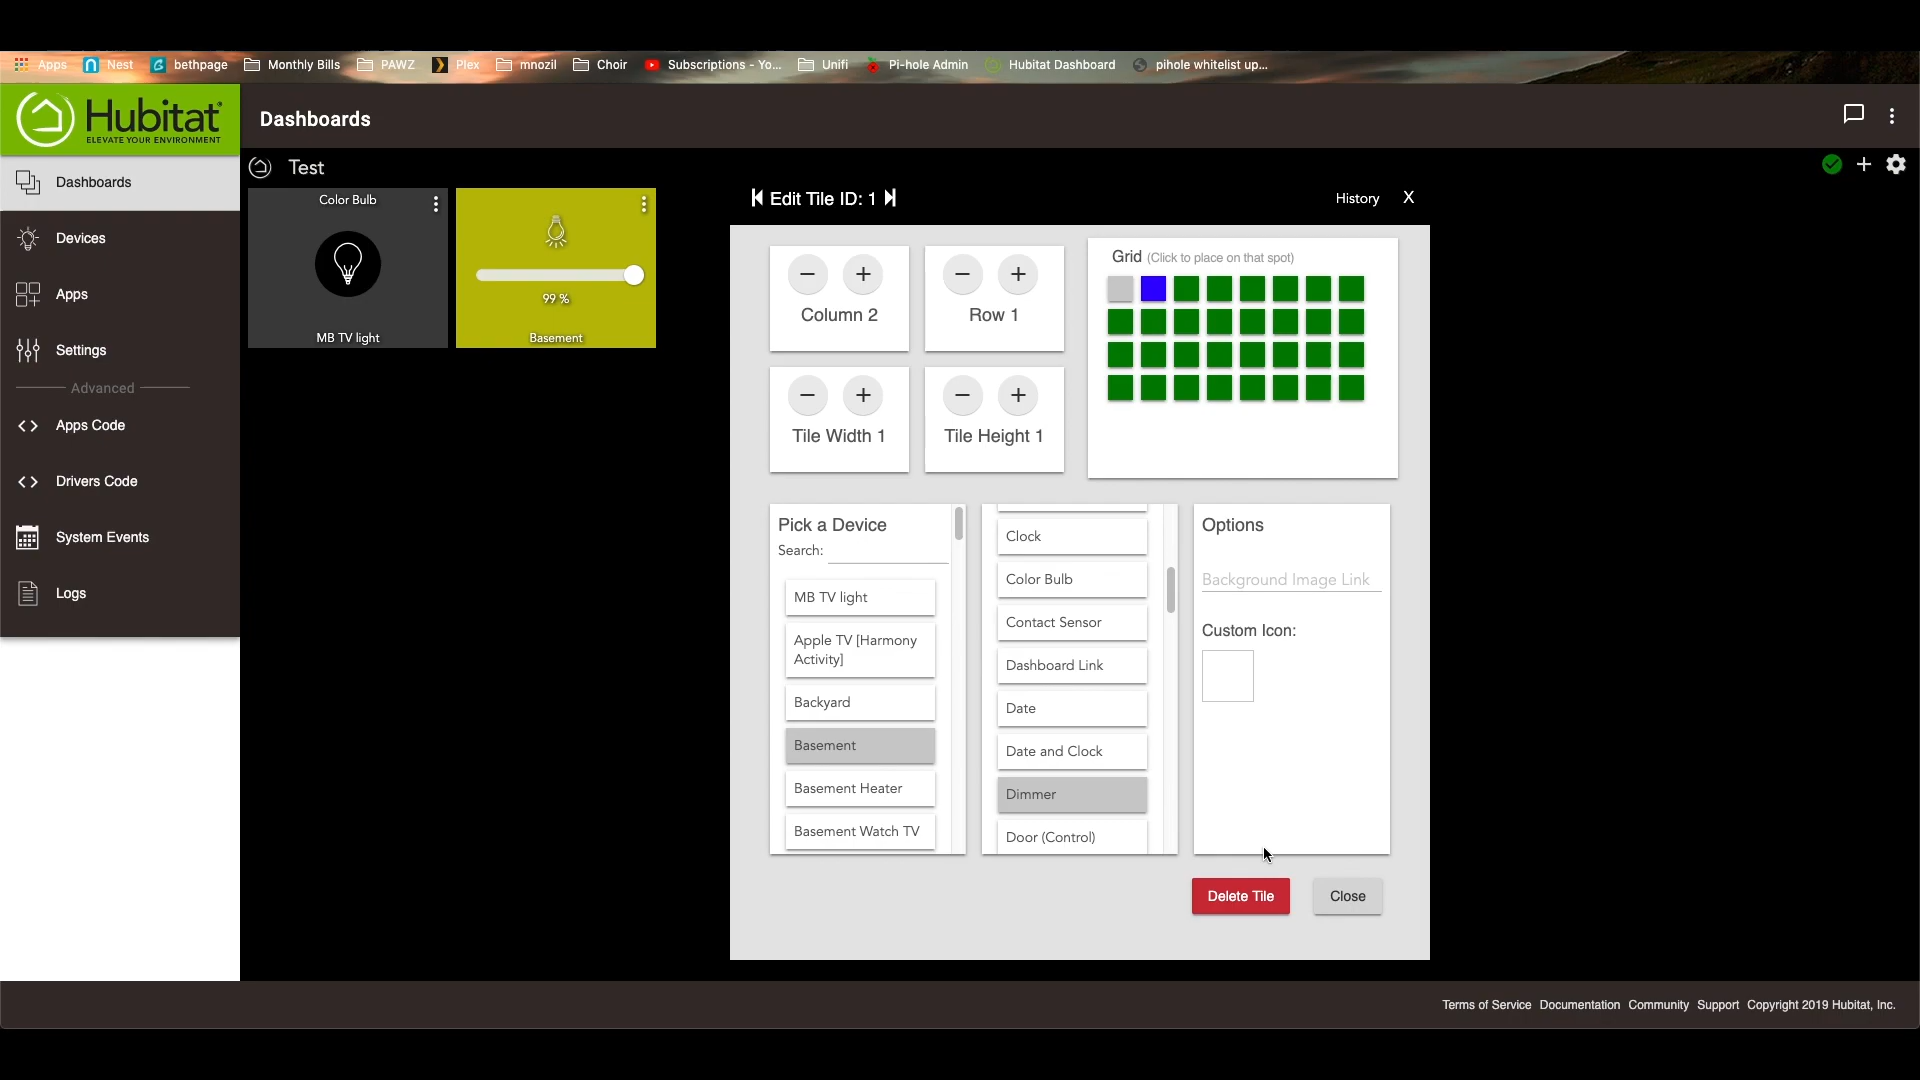 Apps Nest bethpage Monthly Bills PAWZ Plex mnozil Choir Subscriptions - Yo... Unifi Pi-hole Admin Hubitat Dashboard pihole whitelist up...
Hubitat®
ELEVATE YOUR ENVIRONMENT
Dashboards
Dashboards
Devices
Apps
Settings
Advanced
Apps Code
Drivers Code
System Events
Logs
Test
Color Bulb
MB TV light
99 %
Basement
Edit Tile ID: 1
History X
− +
Column 2
− +
Row 1
− +
Tile Width 1
− +
Tile Height 1
Grid (Click to place on that spot)
Pick a Device
Search:
MB TV light
Apple TV [Harmony
Activity]
Backyard
Basement
Basement Heater
Basement Watch TV
Clock
Color Bulb
Contact Sensor
Dashboard Link
Date
Date and Clock
Dimmer
Door (Control)
Options
Background Image Link
Custom Icon:
Delete Tile Close
Terms of Service Documentation Community Support Copyright 2019 Hubitat, Inc.